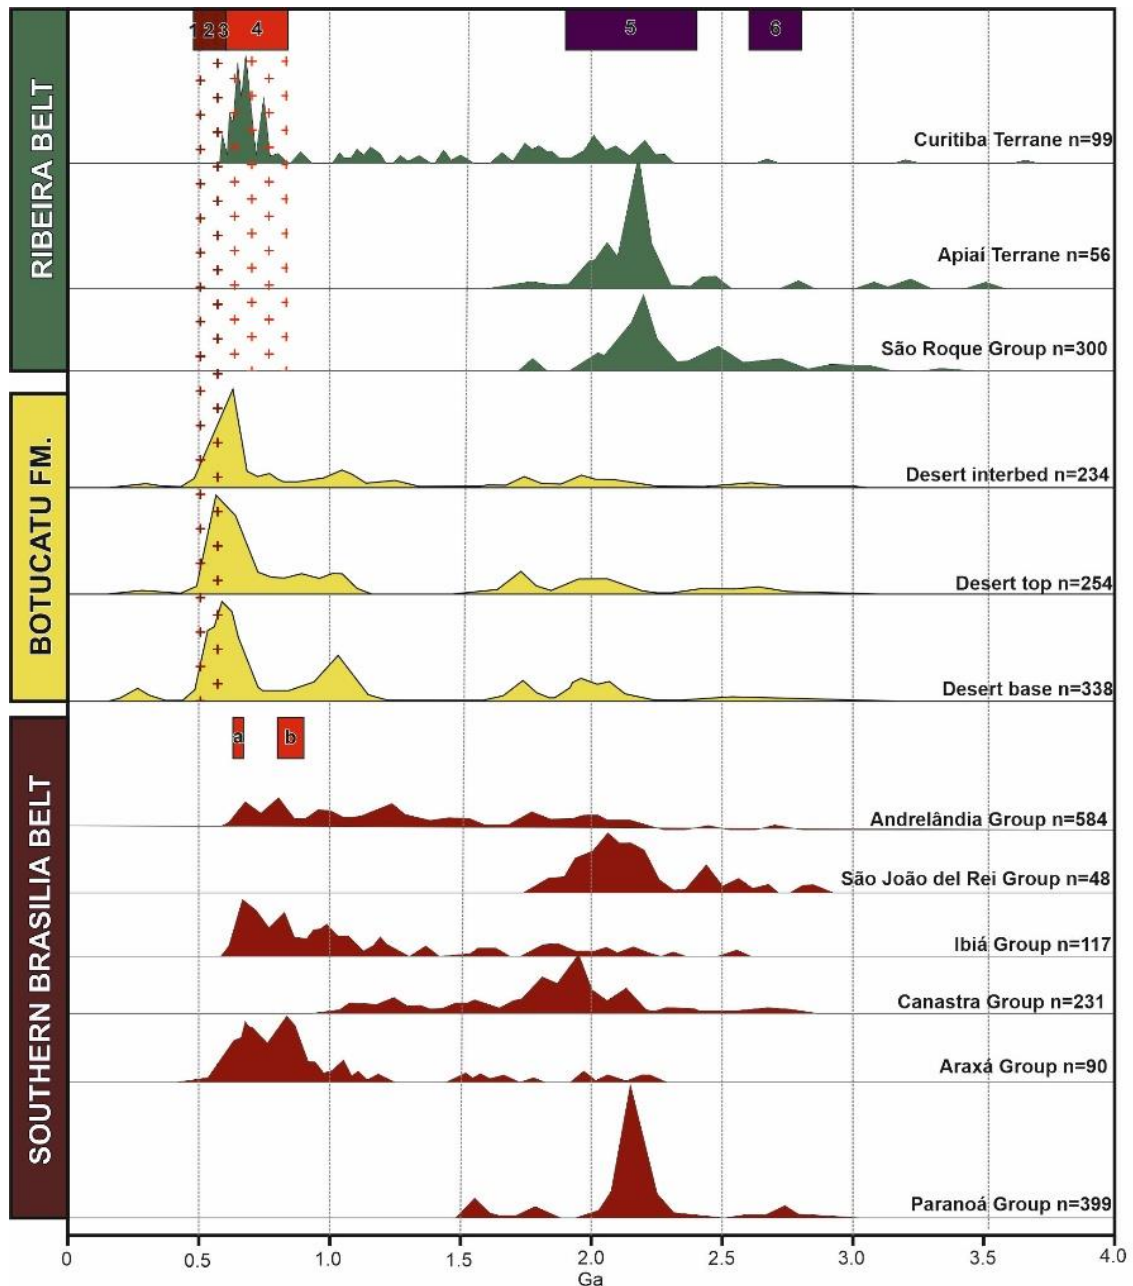 RIBEIRA BELT
1 2 3 4 5 6
Curitiba Terrane n=99
Apiaí Terrane n=56
São Roque Group n=300
BOTUCATU FM.
Desert interbed n=234
Desert top n=254
Desert base n=338
SOUTHERN BRASILIA BELT
a b
Andrelândia Group n=584
São João del Rei Group n=48
Ibiá Group n=117
Canastra Group n=231
Araxá Group n=90
Paranoá Group n=399
0 0.5 1.0 1.5 2.0 2.5 3.0 3.5 4.0
Ga